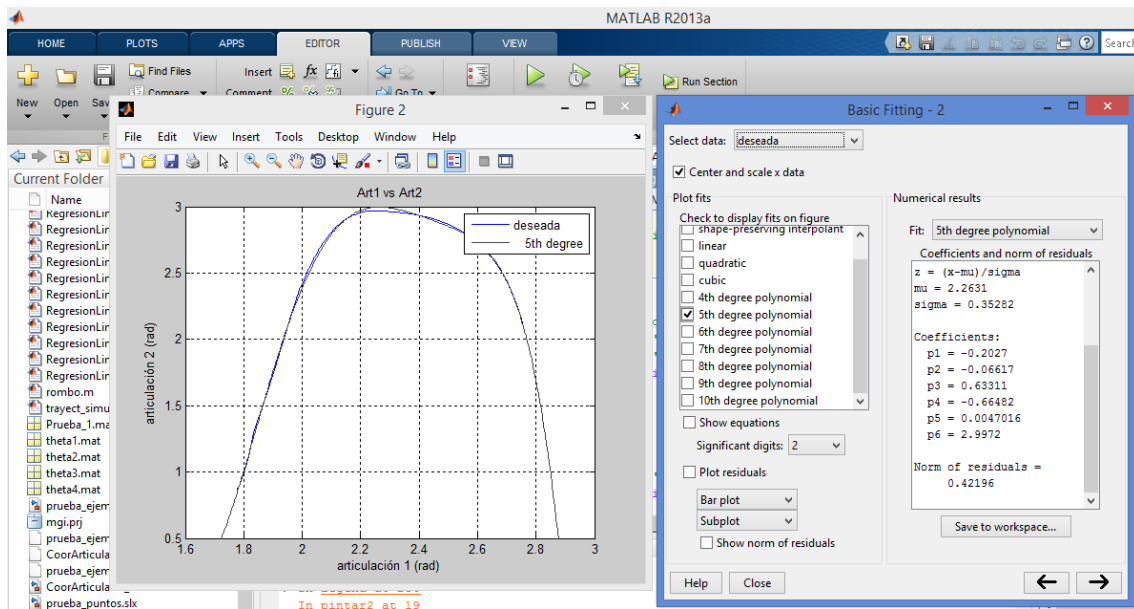 MATLAB R2013a
HOME PLOTS APPS EDITOR PUBLISH VIEW
Search
New Open Sav
Find Files
Compare
Insert fx fi
Comment
Go To
Run Section
Current Folder
Name
RegresionLin
RegresionLin
RegresionLin
RegresionLin
RegresionLin
RegresionLin
RegresionLin
RegresionLin
RegresionLin
RegresionLin
RegresionLin
rombo.m
trayect_simu
Prueba_1.ma
theta1.mat
theta2.mat
theta3.mat
theta4.mat
prueba_ejem
mgi.prj
prueba_ejem
CoorArticula
prueba_ejem
CoorArticula
prueba_puntos.slx
In pintar2 at 19
Figure 2
File Edit View Insert Tools Desktop Window Help
Art1 vs Art2
deseada
5th degree
articulación 2 (rad)
3
2.5
2
1.5
1
0.5
1.6 1.8 2 2.2 2.4 2.6 2.8 3
articulación 1 (rad)
Basic Fitting - 2
Select data: deseada
Center and scale x data
Plot fits
Check to display fits on figure
shape-preserving interpolant
linear
quadratic
cubic
4th degree polynomial
5th degree polynomial
6th degree polynomial
7th degree polynomial
8th degree polynomial
9th degree polynomial
10th degree polynomial
Show equations
Significant digits: 2
Plot residuals
Bar plot
Subplot
Show norm of residuals
Numerical results
Fit: 5th degree polynomial
Coefficients and norm of residuals
z = (x-mu)/sigma
mu = 2.2631
sigma = 0.35282
Coefficients:
p1 = -0.2027
p2 = -0.06617
p3 = 0.63311
p4 = -0.66482
p5 = 0.0047016
p6 = 2.9972
Norm of residuals =
0.42196
Save to workspace...
Help Close